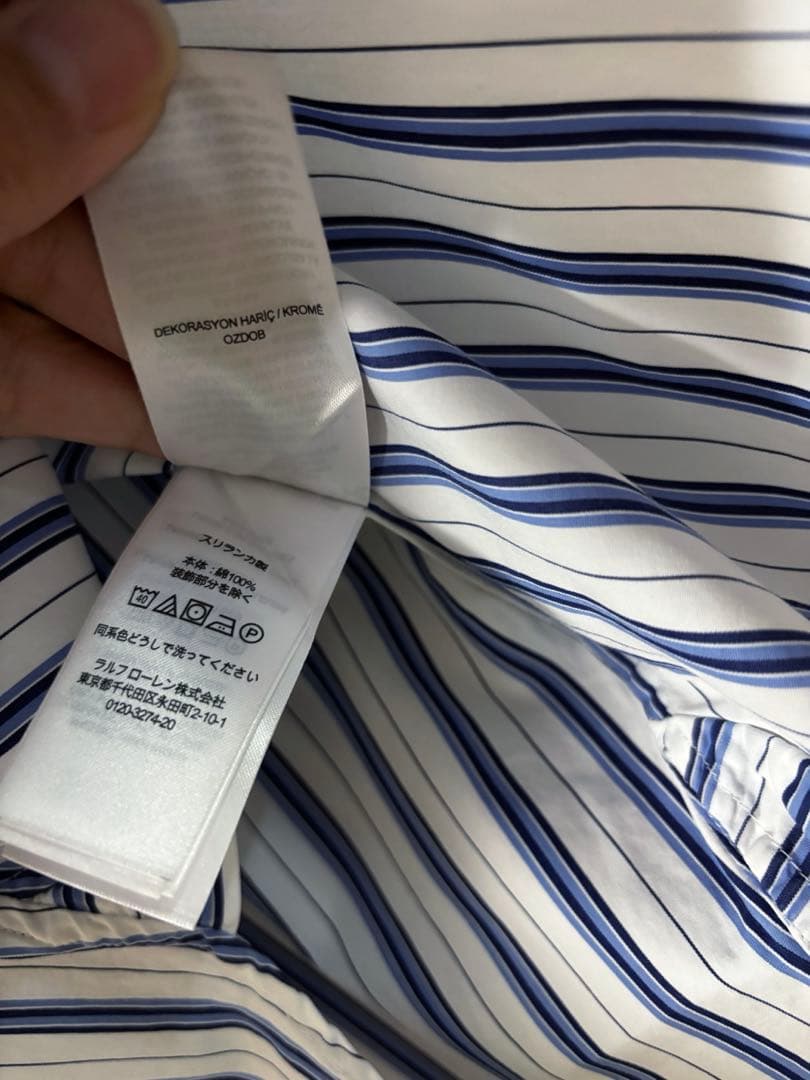 DEKORASYON HARİÇ / KROMĚ
OZDOB
スリランカ製
本体 : 綿100%
装飾部分を除く
40 P
同系色どうしで洗ってください
ラルフ ローレン株式会社
東京都千代田区永田町2-10-1
0120-3274-20